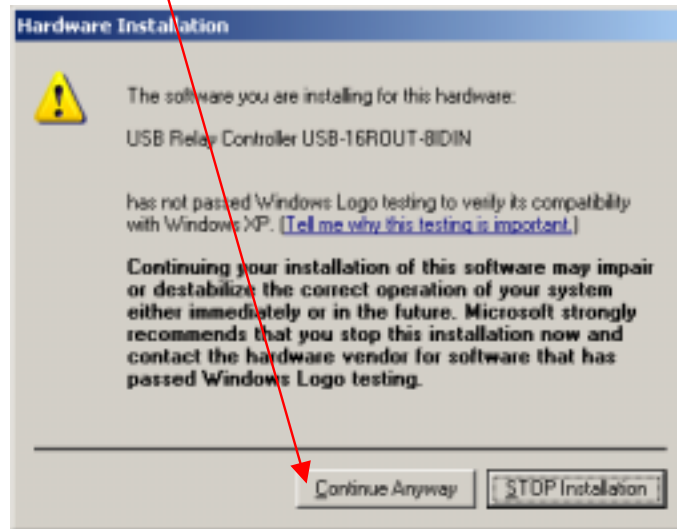 Hardware Installation
The software you are installing for this hardware:
USB Relay Controller USB-16ROUT-8IDIN
has not passed Windows Logo testing to verify its compatibility
with Windows XP. (Tell me why this testing is important.)
Continuing your installation of this software may impair
or destabilize the correct operation of your system
either immediately or in the future. Microsoft strongly
recommends that you stop this installation now and
contact the hardware vendor for software that has
passed Windows Logo testing.
Continue Anyway
STOP Installation